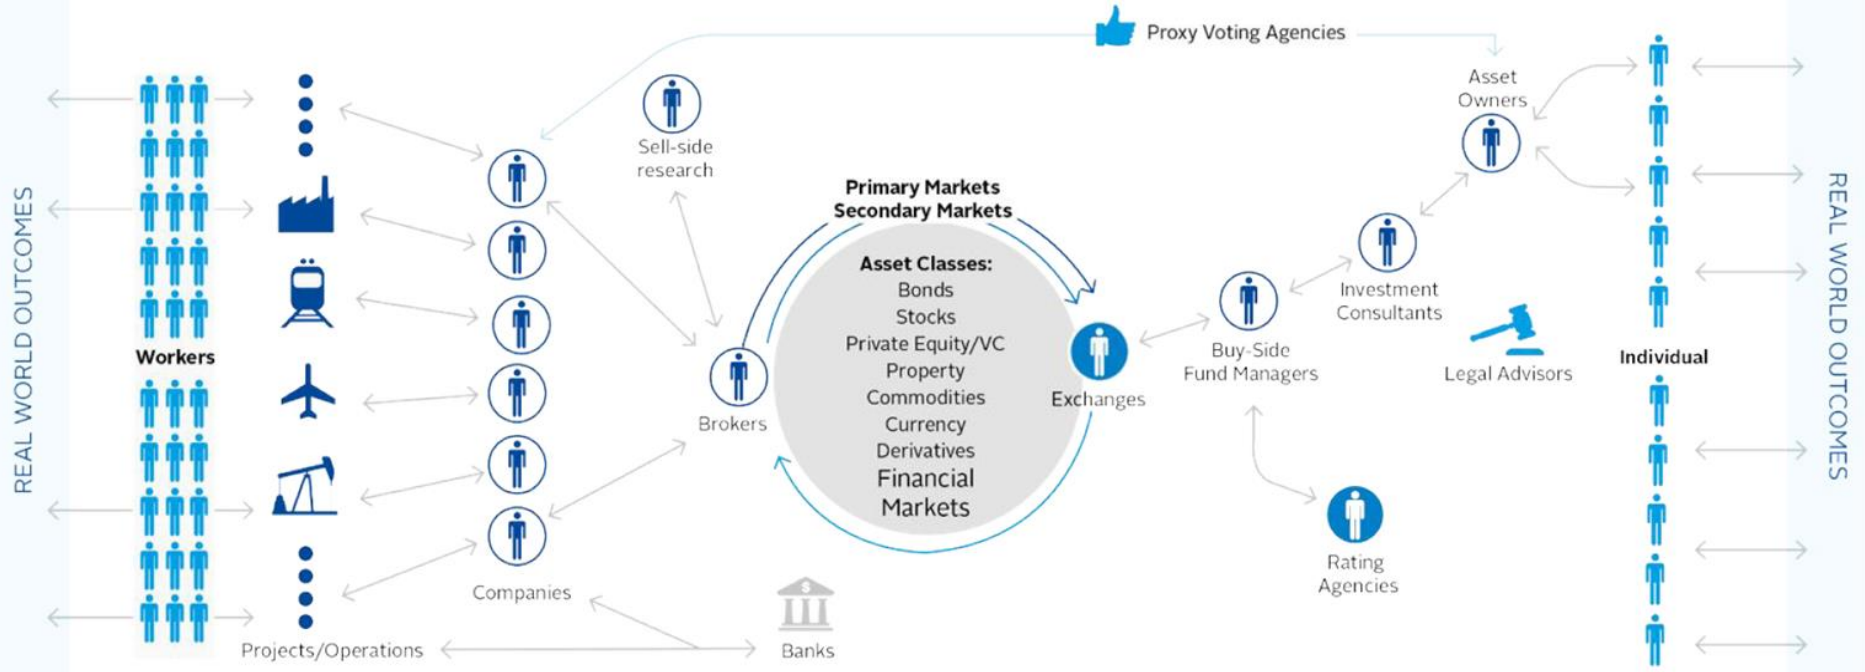 Proxy Voting Agencies
Asset
Owners
Sell-side
research
Primary Markets
Secondary Markets
REAL WORLD OUTCOMES
Workers
Asset Classes:
Bonds
Stocks
Private Equity/VC
Property
Commodities
Currency
Derivatives
Financial
Markets
Brokers
Exchanges
Buy-Side
Fund Managers
Investment
Consultants
Legal Advisors
Individual
REAL WORLD OUTCOMES
Rating
Agencies
Companies
$
Projects/Operations
Banks